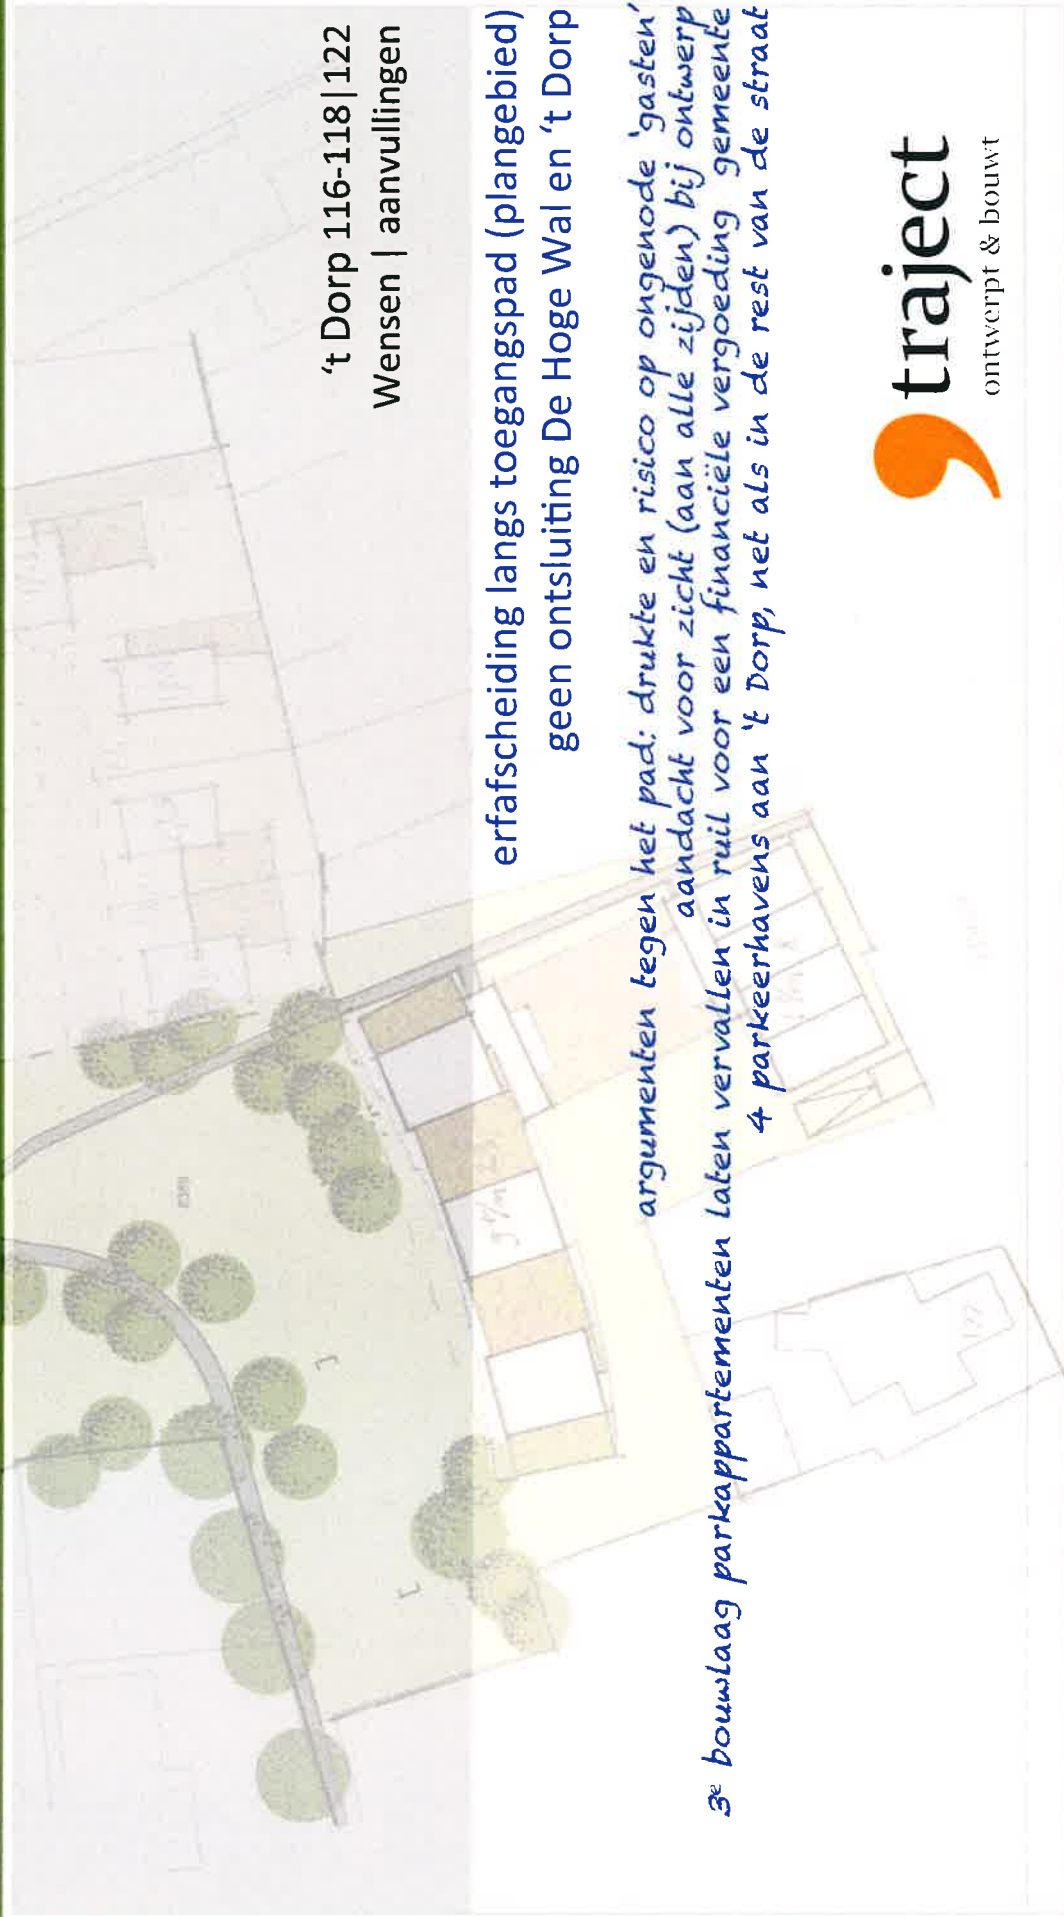 't Dorp 116-118|122
Wensen | aanvullingen
erfafscheiding langs toegangspad (plangebied)
geen ontsluiting De Hoge Wal en 't Dorp
argumenten tegen het pad: drukte en risico op ongenode 'gasten'
aandacht voor zicht (aan alle zijden) bij ontwerp
3e bouwlaag parkappartementen laten vervallen in ruil voor een financiële vergoeding gemeente
4 parkeerhavens aan 't Dorp, net als in de rest van de straat
traject
ontwerpt & bouwt